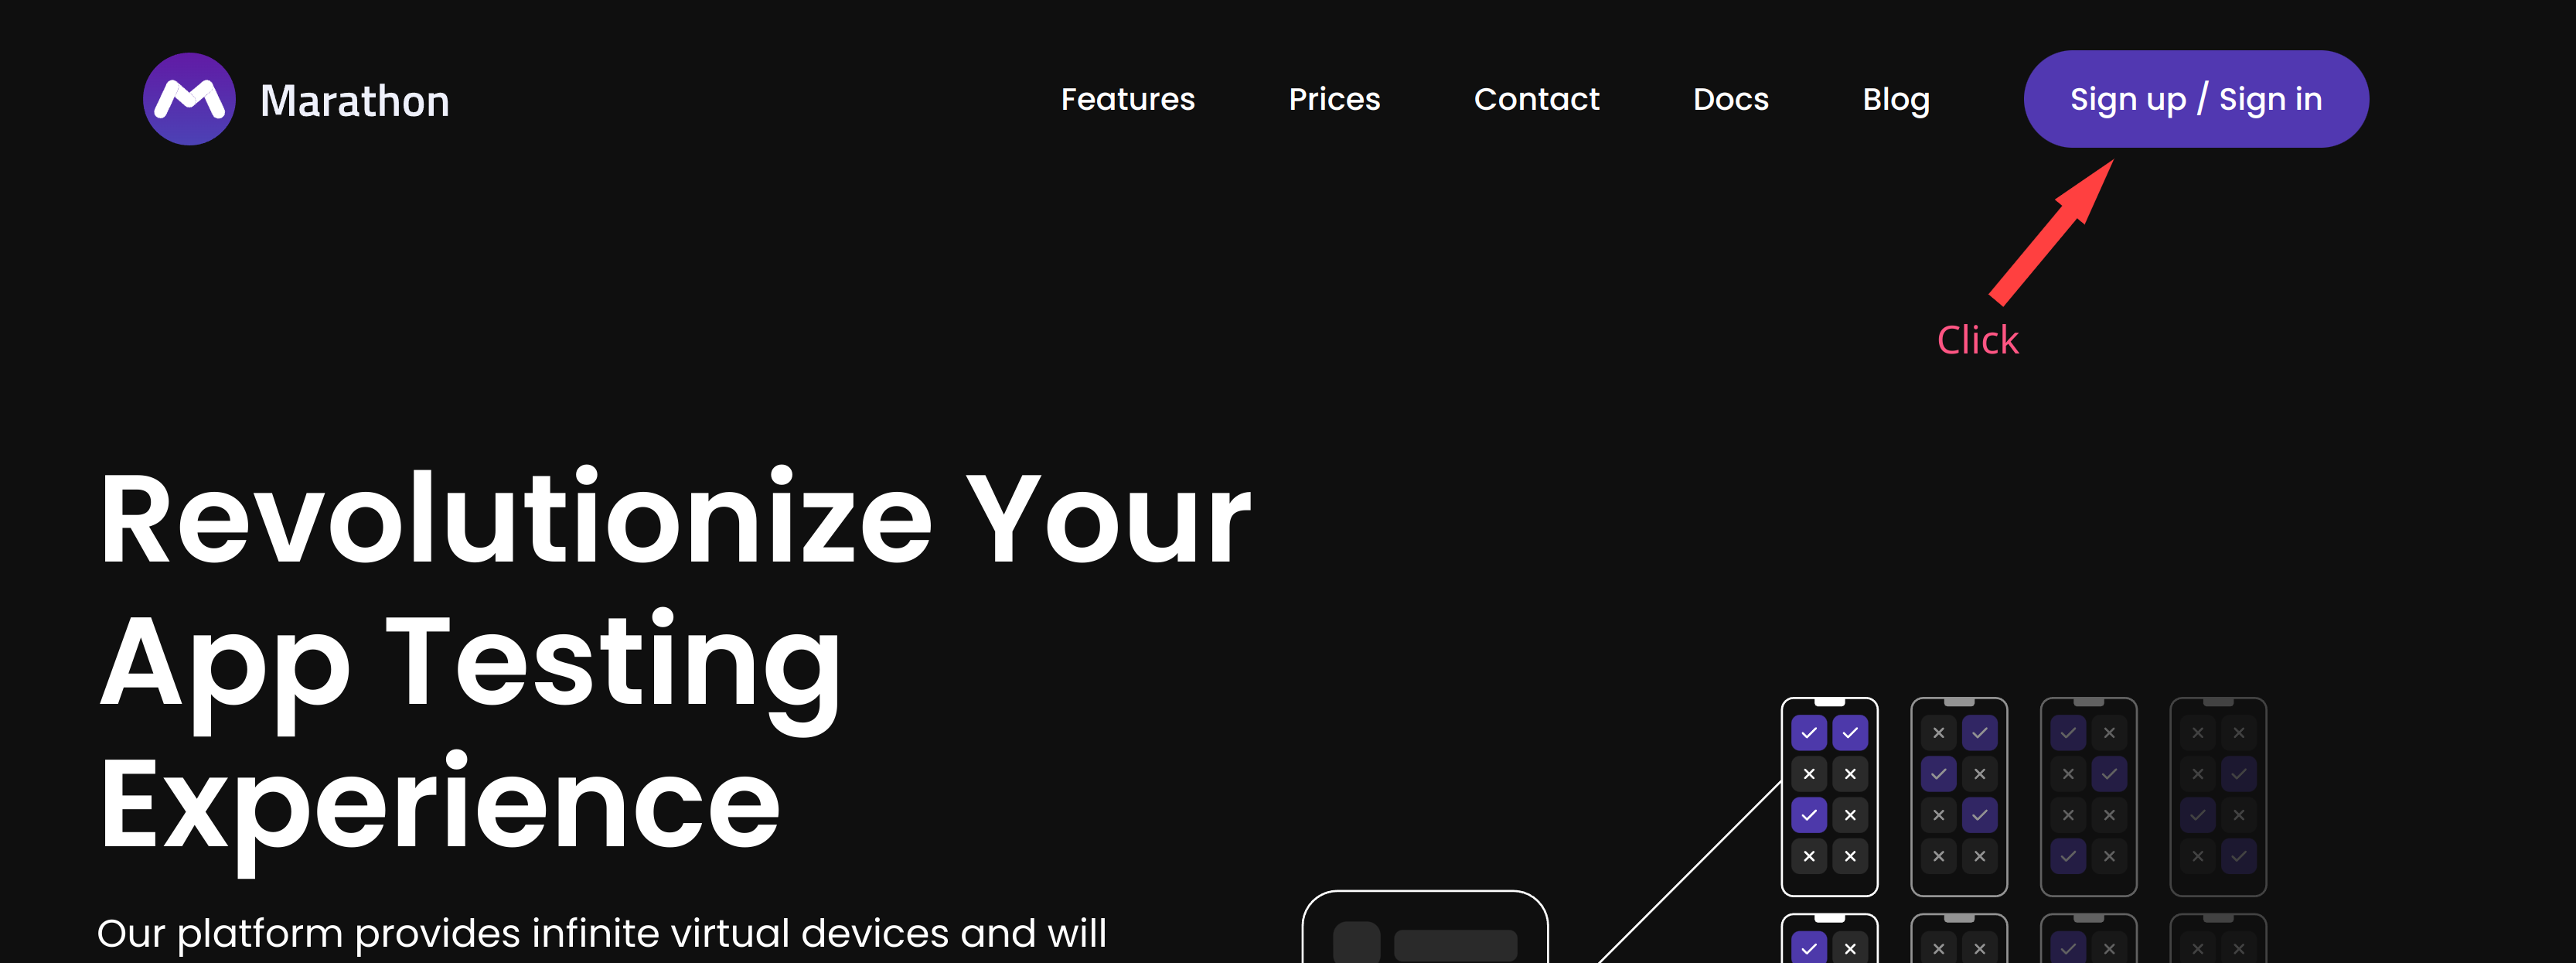 Marathon
Features
Prices
Contact
Docs
Blog
Sign up / Sign in
Click
Revolutionize Your
App Testing
Experience
Our platform provides infinite virtual devices and will